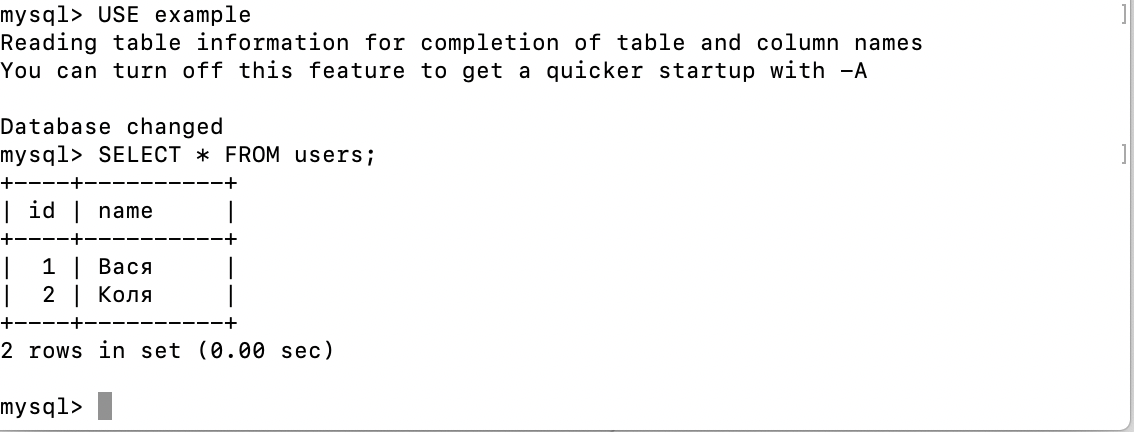 mysql> USE example
Reading table information for completion of table and column names
You can turn off this feature to get a quicker startup with -A
Database changed
mysql> SELECT * FROM users;
+----+----------+
| id | name     |
+----+----------+
|  1 | Вася     |
|  2 | Коля     |
+----+----------+
2 rows in set (0.00 sec)
mysql>